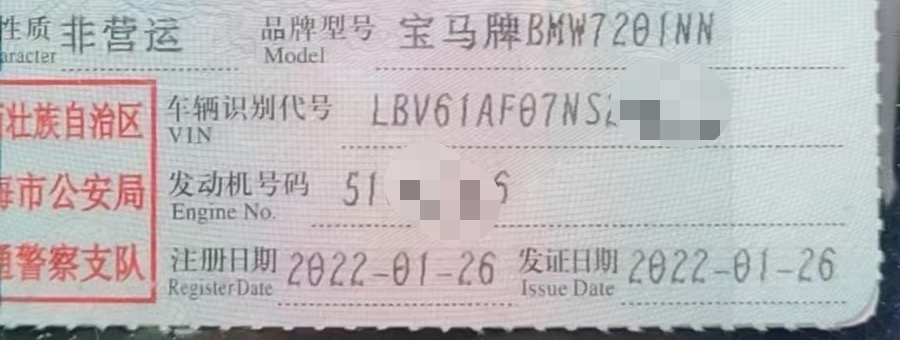 性质 非营运 品牌型号 宝马牌BMW7201NN
aracter Model
壮族自治区 车辆识别代号 LBV61AF07NS
VIN
海市公安局 发动机号码 51 6
Engine No.
通警察支队 注册日期 2022-01-26 发证日期 2022-01-26
Register Date Issue Date